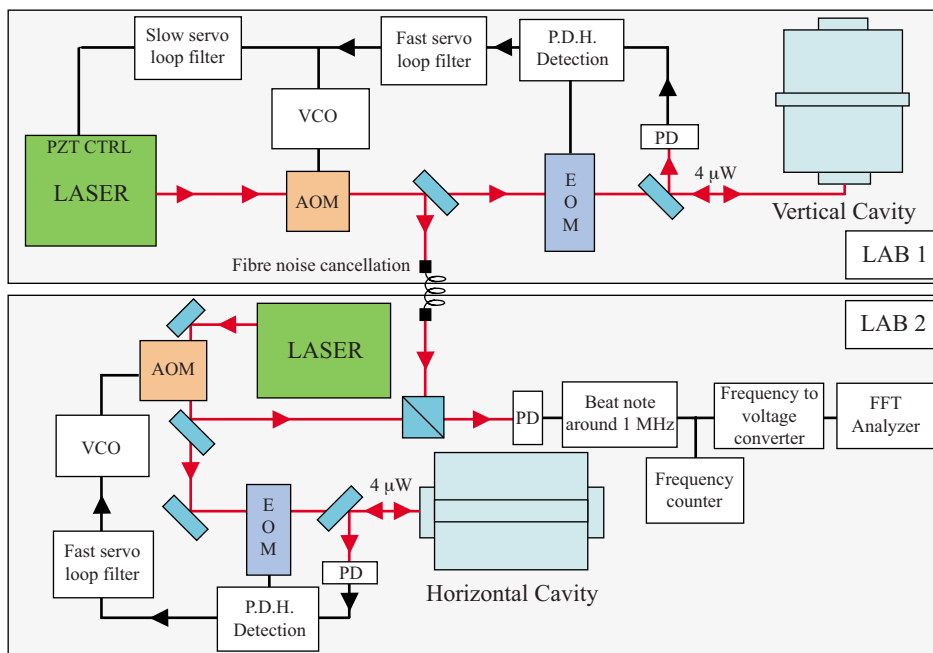 Slow servo
loop filter
Fast servo
loop filter
P.D.H.
Detection
VCO
PD
PZT CTRL
LASER
AOM
E
O
M
4 µW
Vertical Cavity
LAB 1
Fibre noise cancellation
LAB 2
LASER
AOM
VCO
PD
Beat note
around 1 MHz
Frequency to
voltage
converter
FFT
Analyzer
Frequency
counter
4 µW
E
O
M
Fast servo
loop filter
PD
P.D.H.
Detection
Horizontal Cavity